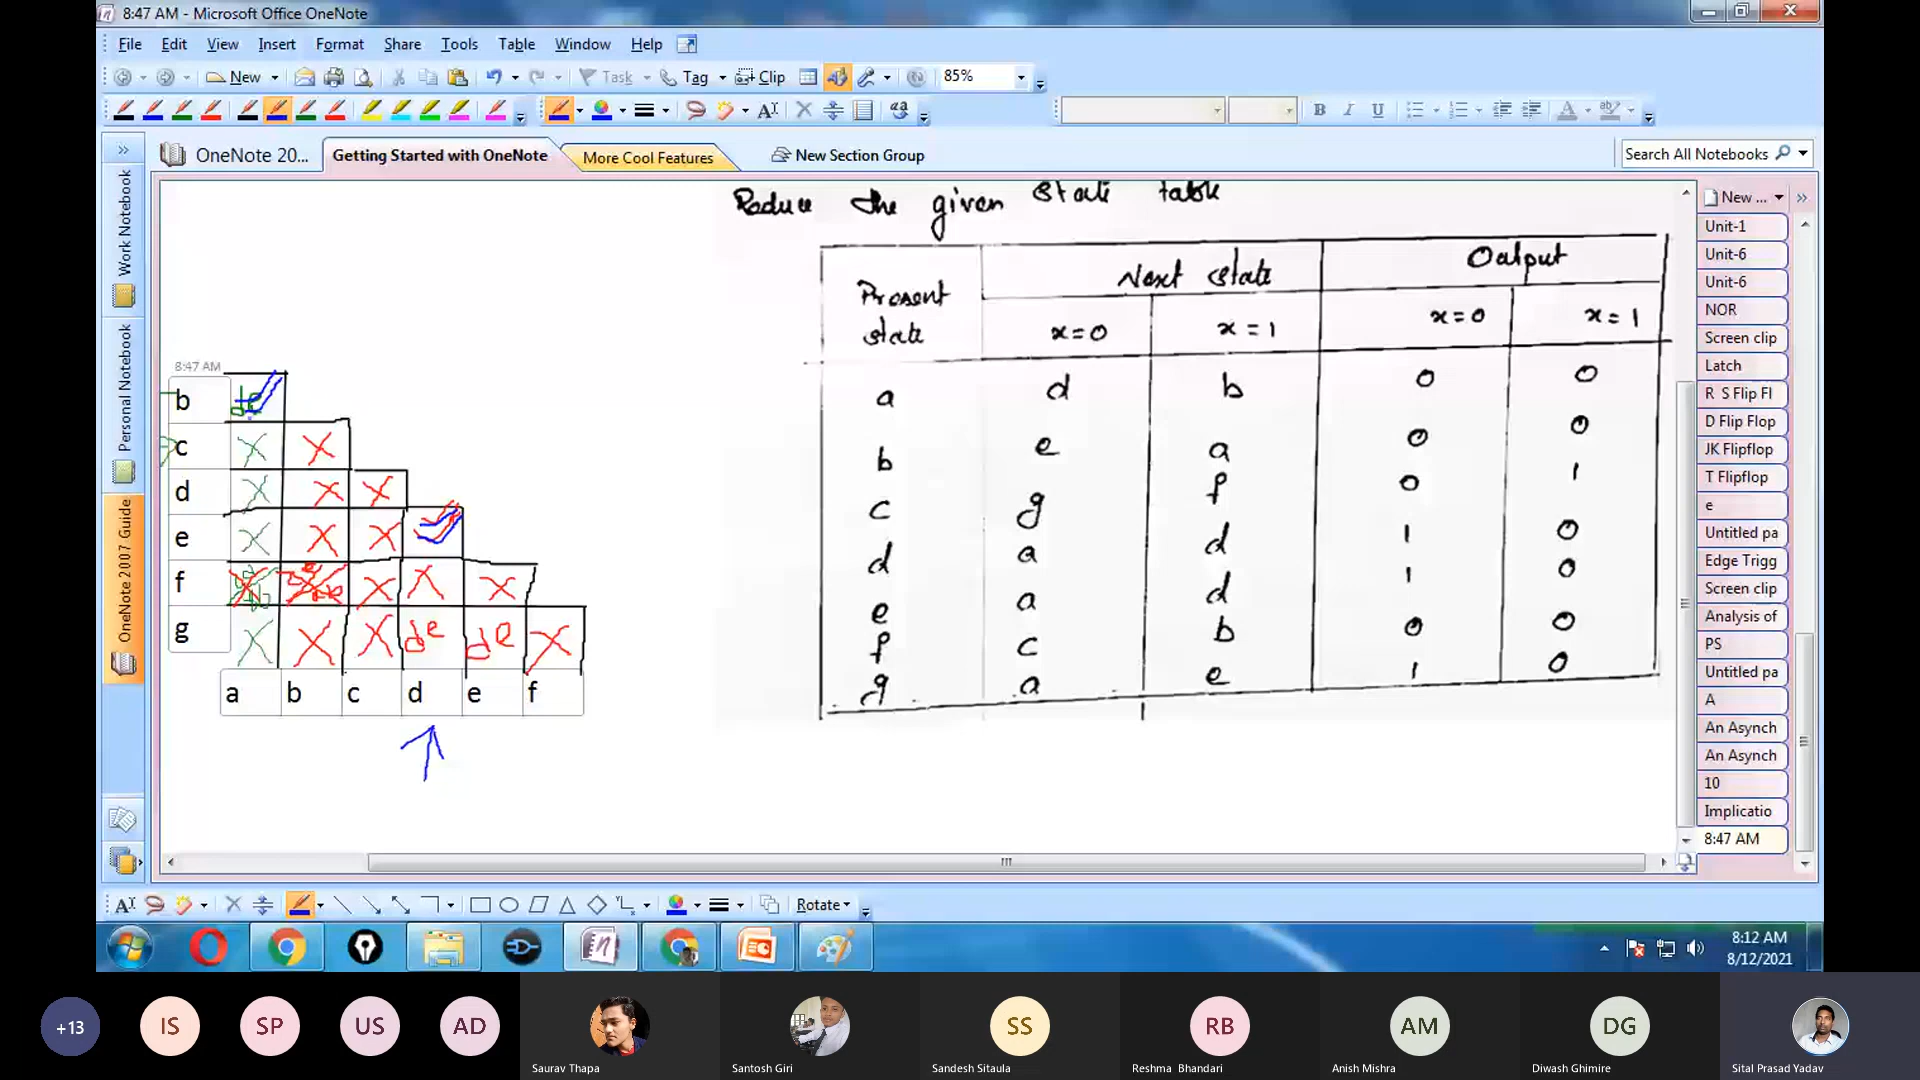 8:47 AM - Microsoft Office OneNote
File Edit View Insert Format Share Tools Table Window Help
New Task Tag Clip 85%
B I U
OneNote 20... Getting Started with OneNote More Cool Features New Section Group Search All Notebooks
Work Notebook
Personal Notebook
OneNote 2007 Guide
Reduce the given State table
Present state Next state Output
x=0 x=1 x=0 x=1
a d b 0 0
b e a 0 0
c g f 0 1
d a d 1 0
e a d 1 0
f c b 0 0
g a e 1 0
8:47 AM
b de
c X X
d X X X
e X X X
f X X X
g X X X de de X
a b c d e f
New ...
Unit-1
Unit-6
Unit-6
NOR
Screen clip
Latch
R S Flip Fl
D Flip Flop
JK Flipflop
T Flipflop
e
Untitled pa
Edge Trigg
Screen clip
Analysis of
PS
Untitled pa
A
An Asynch
An Asynch
10
Implicatio
8:47 AM
Rotate
8:12 AM
8/12/2021
+13 IS SP US AD SS RB AM DG
Saurav Thapa Santosh Giri Sandesh Sitaula Reshma Bhandari Anish Mishra Diwash Ghimire Sital Prasad Yadav